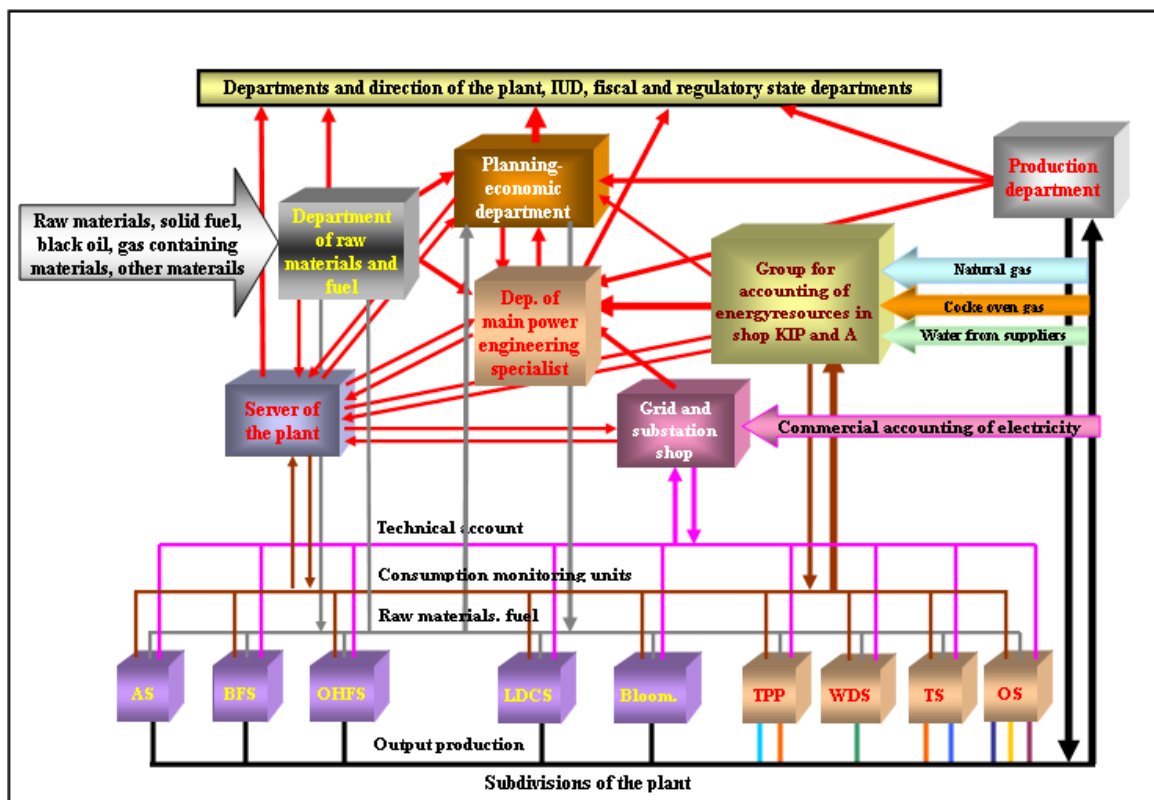 Departments and direction of the plant, IUD, fiscal and regulatory state departments
Planning-
economic
department
Production
department
Raw materials, solid fuel,
black oil, gas containing
materials, other materails
Department
of raw
materials and
fuel
Group for
accounting of
energyresources in
shop KIP and A
Natural gas
Cocke oven gas
Water from suppliers
Dep. of
main power
engineering
specialist
Server of
the plant
Grid and
substation
shop
Commercial accounting of electricity
Technical account
Consumption monitoring units
Raw materials. fuel
AS
BFS
OHFS
LDCS
Bloom.
TPP
WDS
TS
OS
Output production
Subdivisions of the plant